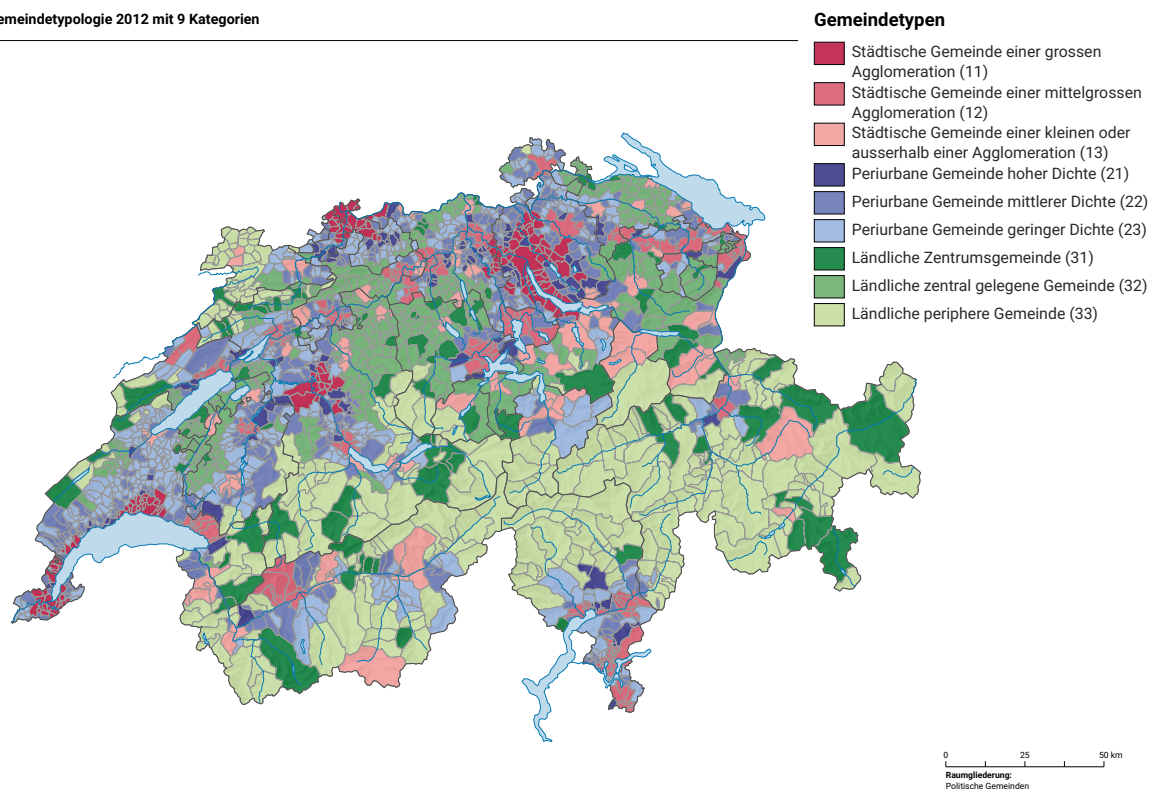 emeindetypologie 2012 mit 9 Kategorien
Gemeindetypen
Städtische Gemeinde einer grossen
Agglomeration (11)
Städtische Gemeinde einer mittelgrossen
Agglomeration (12)
Städtische Gemeinde einer kleinen oder
ausserhalb einer Agglomeration (13)
Periurbane Gemeinde hoher Dichte (21)
Periurbane Gemeinde mittlerer Dichte (22)
Periurbane Gemeinde geringer Dichte (23)
Ländliche Zentrumsgemeinde (31)
Ländliche zentral gelegene Gemeinde (32)
Ländliche periphere Gemeinde (33)
0 25 50 km
Raumgliederung:
Politische Gemeinden